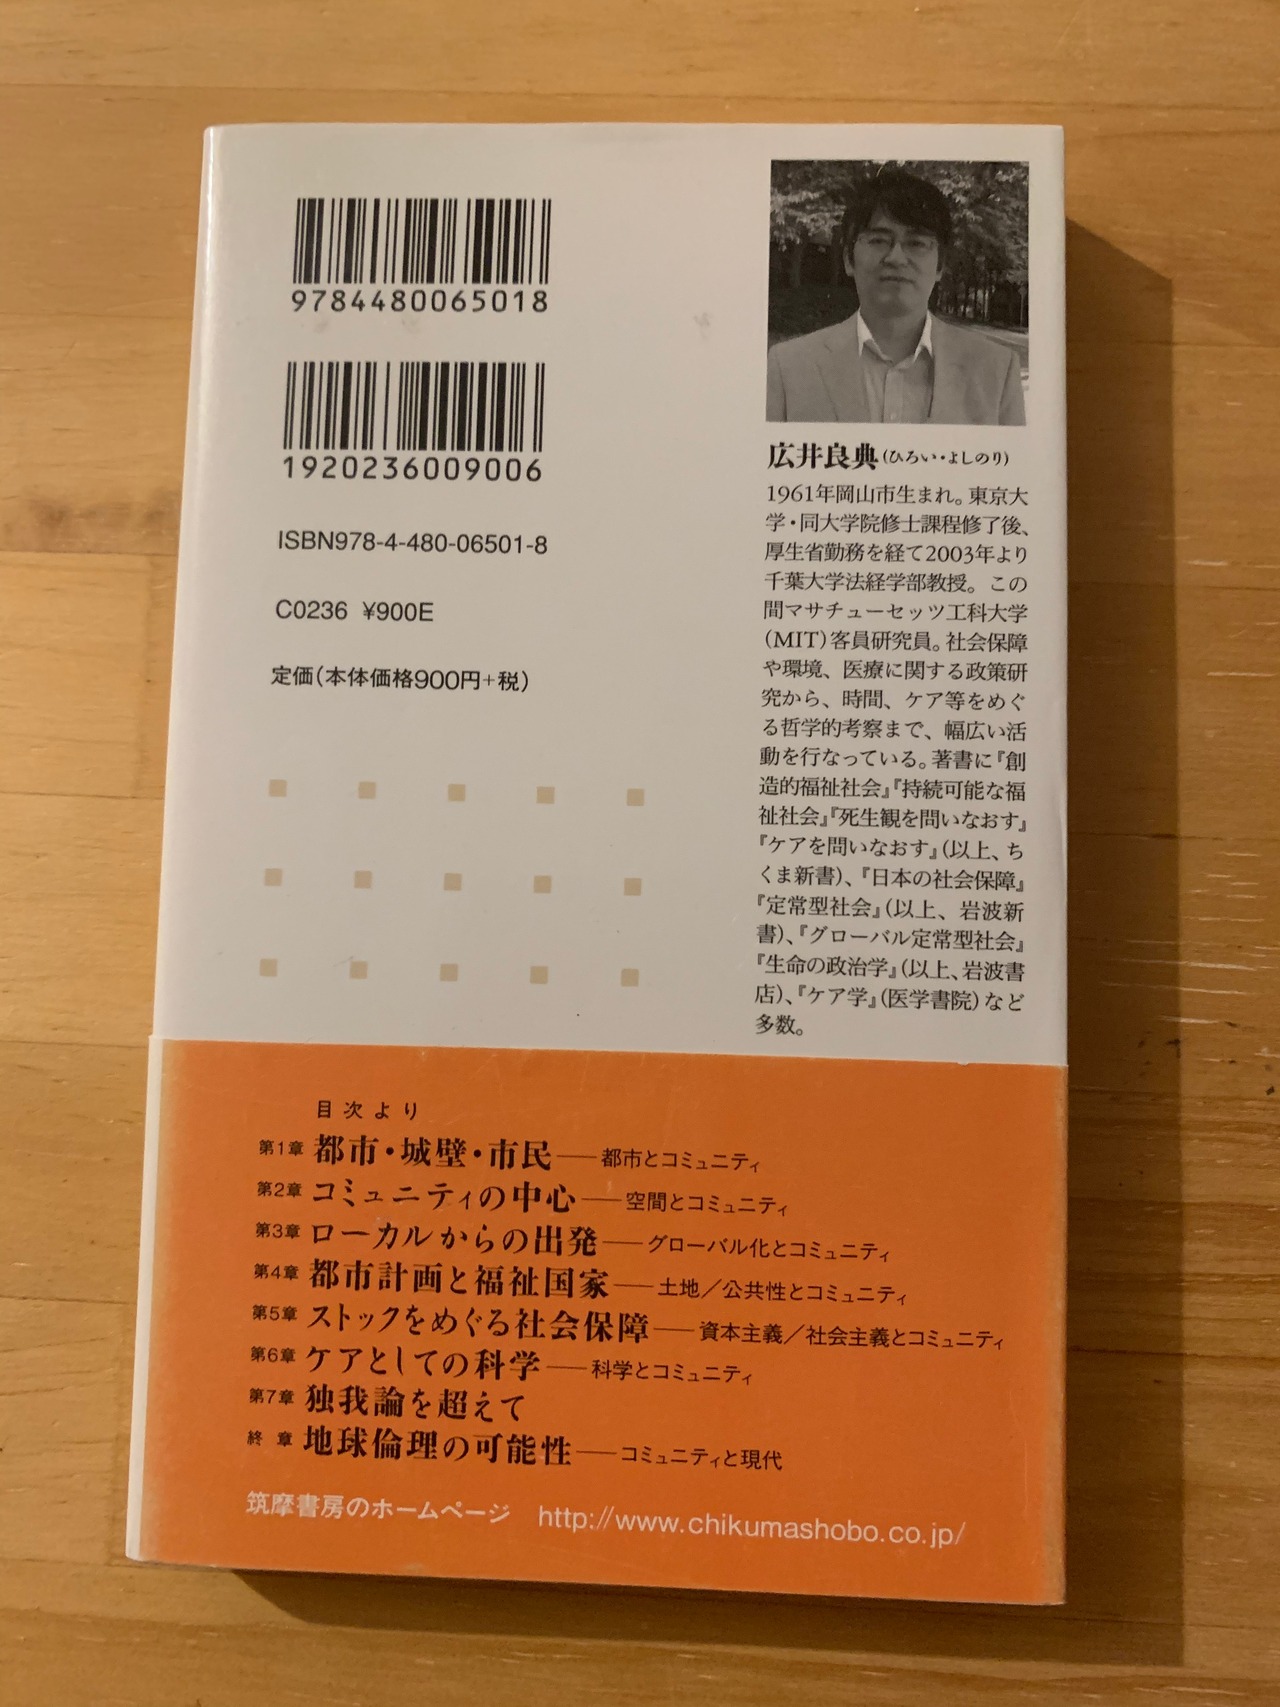 9784480065018
1920236009006
ISBN978-4-480-06501-8
C0236 ¥900E
定価(本体価格900円+税)
広井良典(ひろい・よしのり)
1961年岡山市生まれ。東京大
学・同大学院修士課程修了後、
厚生省勤務を経て2003年より
千葉大学法経学部教授。この
間マサチューセッツ工科大学
(MIT)客員研究員。社会保障
や環境、医療に関する政策研
究から、時間、ケア等をめぐ
る哲学的考察まで、幅広い活
動を行なっている。著書に『創
造的福祉社会』『持続可能な福
祉社会』『死生観を問いなおす』
『ケアを問いなおす』(以上、ち
くま新書)、『日本の社会保障』
『定常型社会』(以上、岩波新
書)、『グローバル定常型社会』
『生命の政治学』(以上、岩波書
店)、『ケア学』(医学書院)など
多数。
目次より
第1章 都市・城壁・市民――都市とコミュニティ
第2章 コミュニティの中心――空間とコミュニティ
第3章 ローカルからの出発――グローバル化とコミュニティ
第4章 都市計画と福祉国家――土地/公共性とコミュニティ
第5章 ストックをめぐる社会保障――資本主義/社会主義とコミュニティ
第6章 ケアとしての科学――科学とコミュニティ
第7章 独我論を超えて
終 章 地球倫理の可能性――コミュニティと現代
筑摩書房のホームページ http://www.chikumashobo.co.jp/